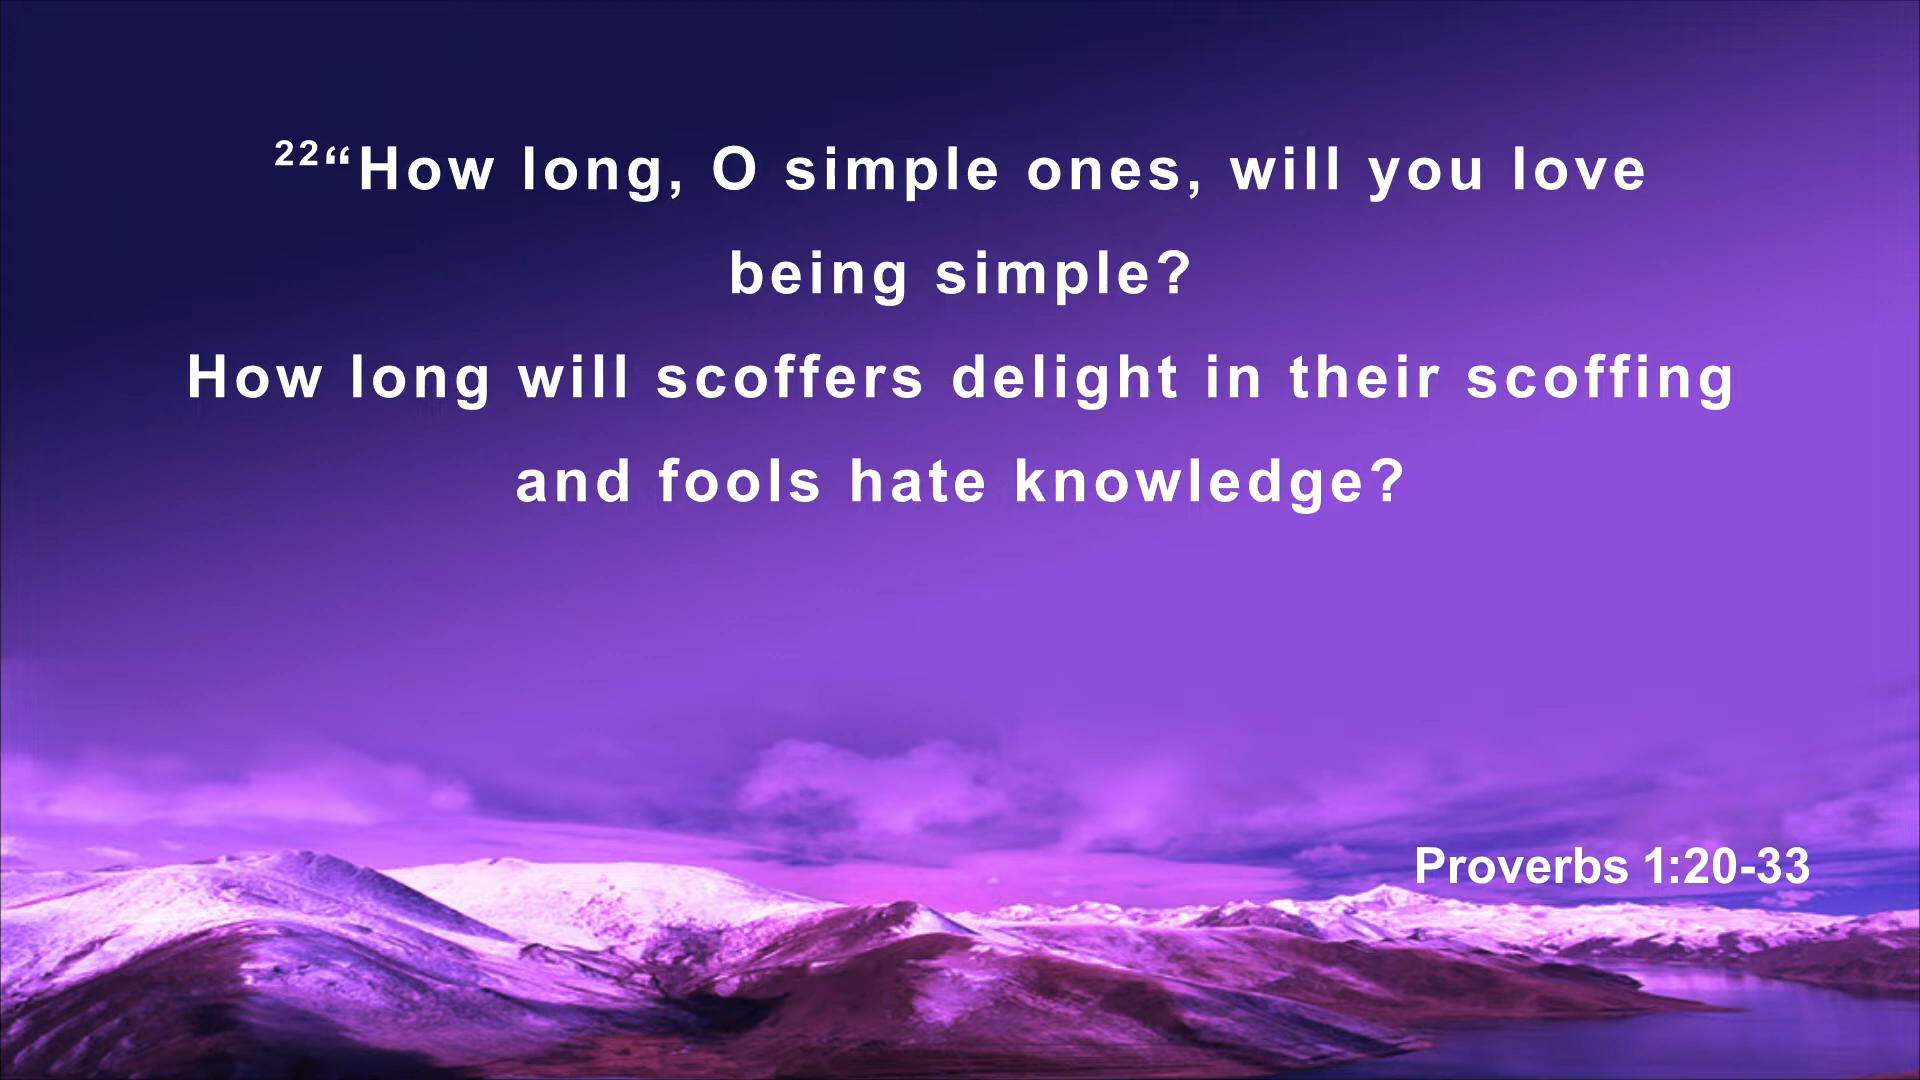 22“How long, O simple ones, will you love
being simple?
How long will scoffers delight in their scoffing
and fools hate knowledge?
Proverbs 1:20-33